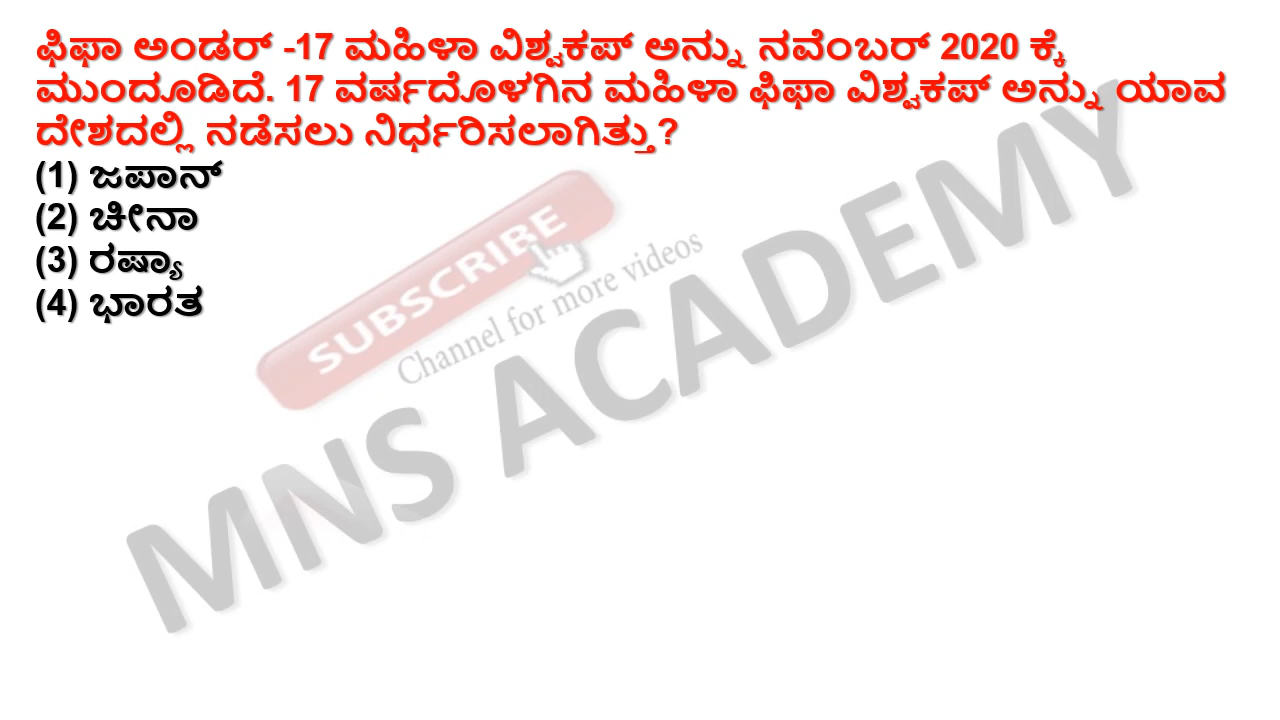 ಫಿಫಾ ಅಂಡರ್ -17 ಮಹಿಳಾ ವಿಶ್ವಕಪ್ ಅನ್ನು ನವೆಂಬರ್ 2020 ಕ್ಕೆ
ಮುಂದೂಡಿದೆ. 17 ವರ್ಷದೊಳಗಿನ ಮಹಿಳಾ ಫಿಫಾ ವಿಶ್ವಕಪ್ ಅನ್ನು ಯಾವ
ದೇಶದಲ್ಲಿ ನಡೆಸಲು ನಿರ್ಧರಿಸಲಾಗಿತ್ತು?
(1) ಜಪಾನ್
(2) ಚೀನಾ
(3) ರಷ್ಯಾ
(4) ಭಾರತ
SUBSCRIBE
Channel for more videos
MNS ACADEMY